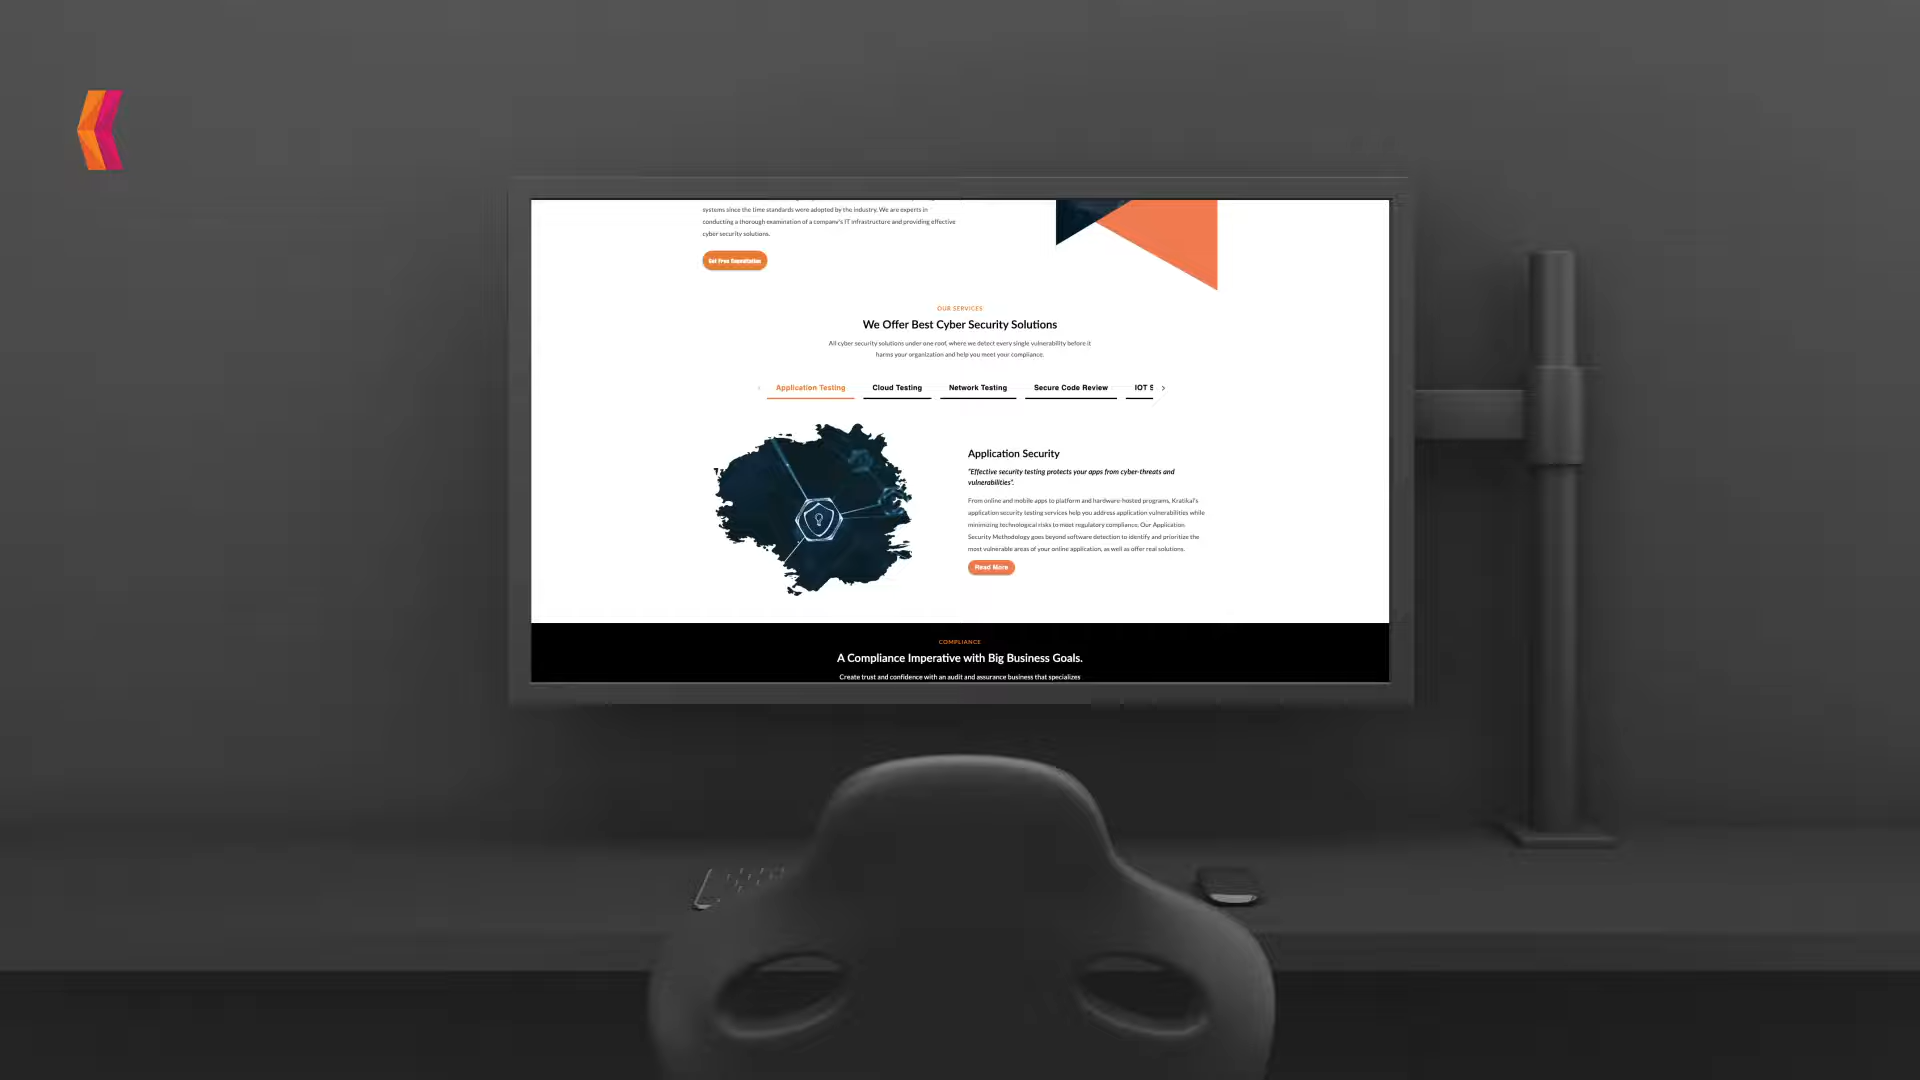 systems since the time standards were adopted by the industry. We are experts in
conducting a thorough examination of a company's IT infrastructure and providing effective
cyber security solutions.
Get Free Consultation
OUR SERVICES
We Offer Best Cyber Security Solutions
All cyber security solutions under one roof, where we detect every single vulnerability before it
harms your organization and help you meet your compliance.
Application Testing Cloud Testing Network Testing Secure Code Review IOT S
Application Security
"Effective security testing protects your apps from cyber-threats and
vulnerabilities".
From online and mobile apps to platform and hardware-hosted programs, Kratikal's
application security testing services help you address application vulnerabilities while
minimizing technological risks to meet regulatory compliance. Our Application
Security Methodology goes beyond software detection to identify and prioritize the
most vulnerable areas of your online application, as well as offer real solutions.
Read More
COMPLIANCE
A Compliance Imperative with Big Business Goals.
Create trust and confidence with an audit and assurance business that specializes